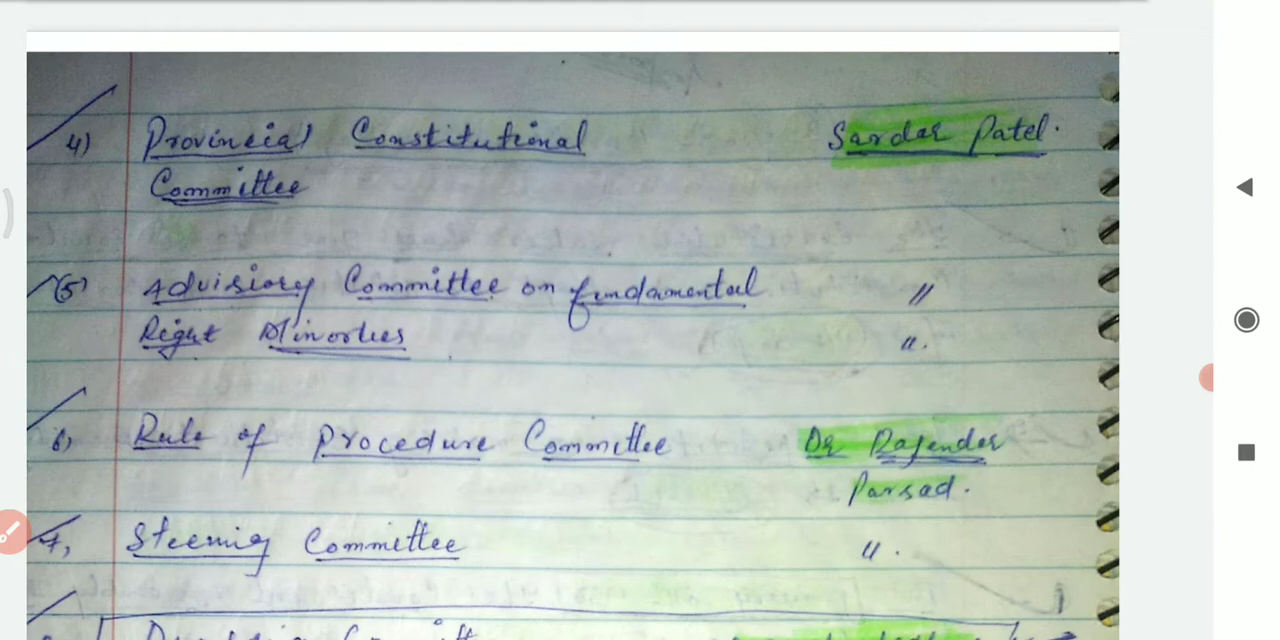 4) Provincial Constitutional Sardar Patel.
Committee
(5) Advisiory Committee on fundamental "
Right Minorties ".
6) Rule of Procedure Committee Dr Rajender
Parsad.
7, Steering Committee ".